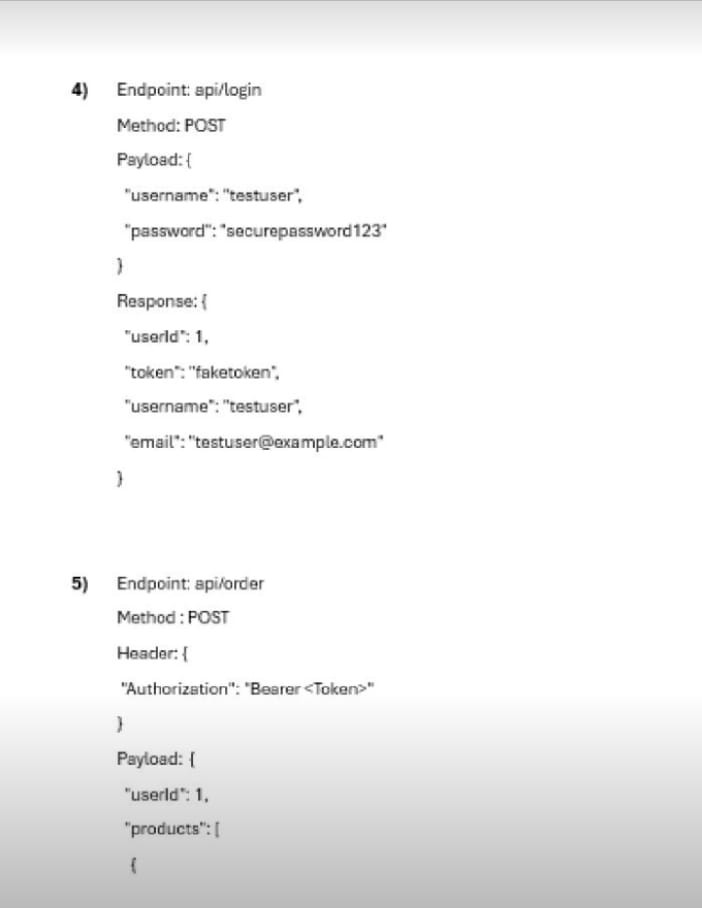 4) Endpoint: api/login
Method: POST
Payload: {
"username": "testuser",
"password": "securepassword123"
}
Response: {
"userId": 1,
"token": "faketoken",
"username": "testuser",
"email": "testuser@example.com"
}
5) Endpoint: api/order
Method : POST
Header: {
"Authorization": "Bearer <Token>"
}
Payload: {
"userId": 1,
"products": [
{